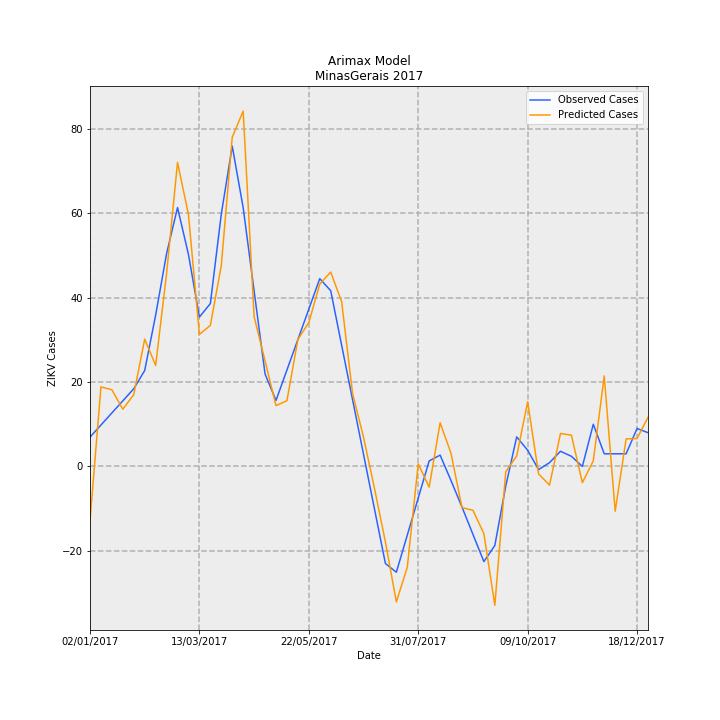 Arimax Model
MinasGerais 2017
Observed Cases
Predicted Cases
ZIKV Cases
80
60
40
20
0
−20
02/01/2017
13/03/2017
22/05/2017
31/07/2017
09/10/2017
18/12/2017
Date